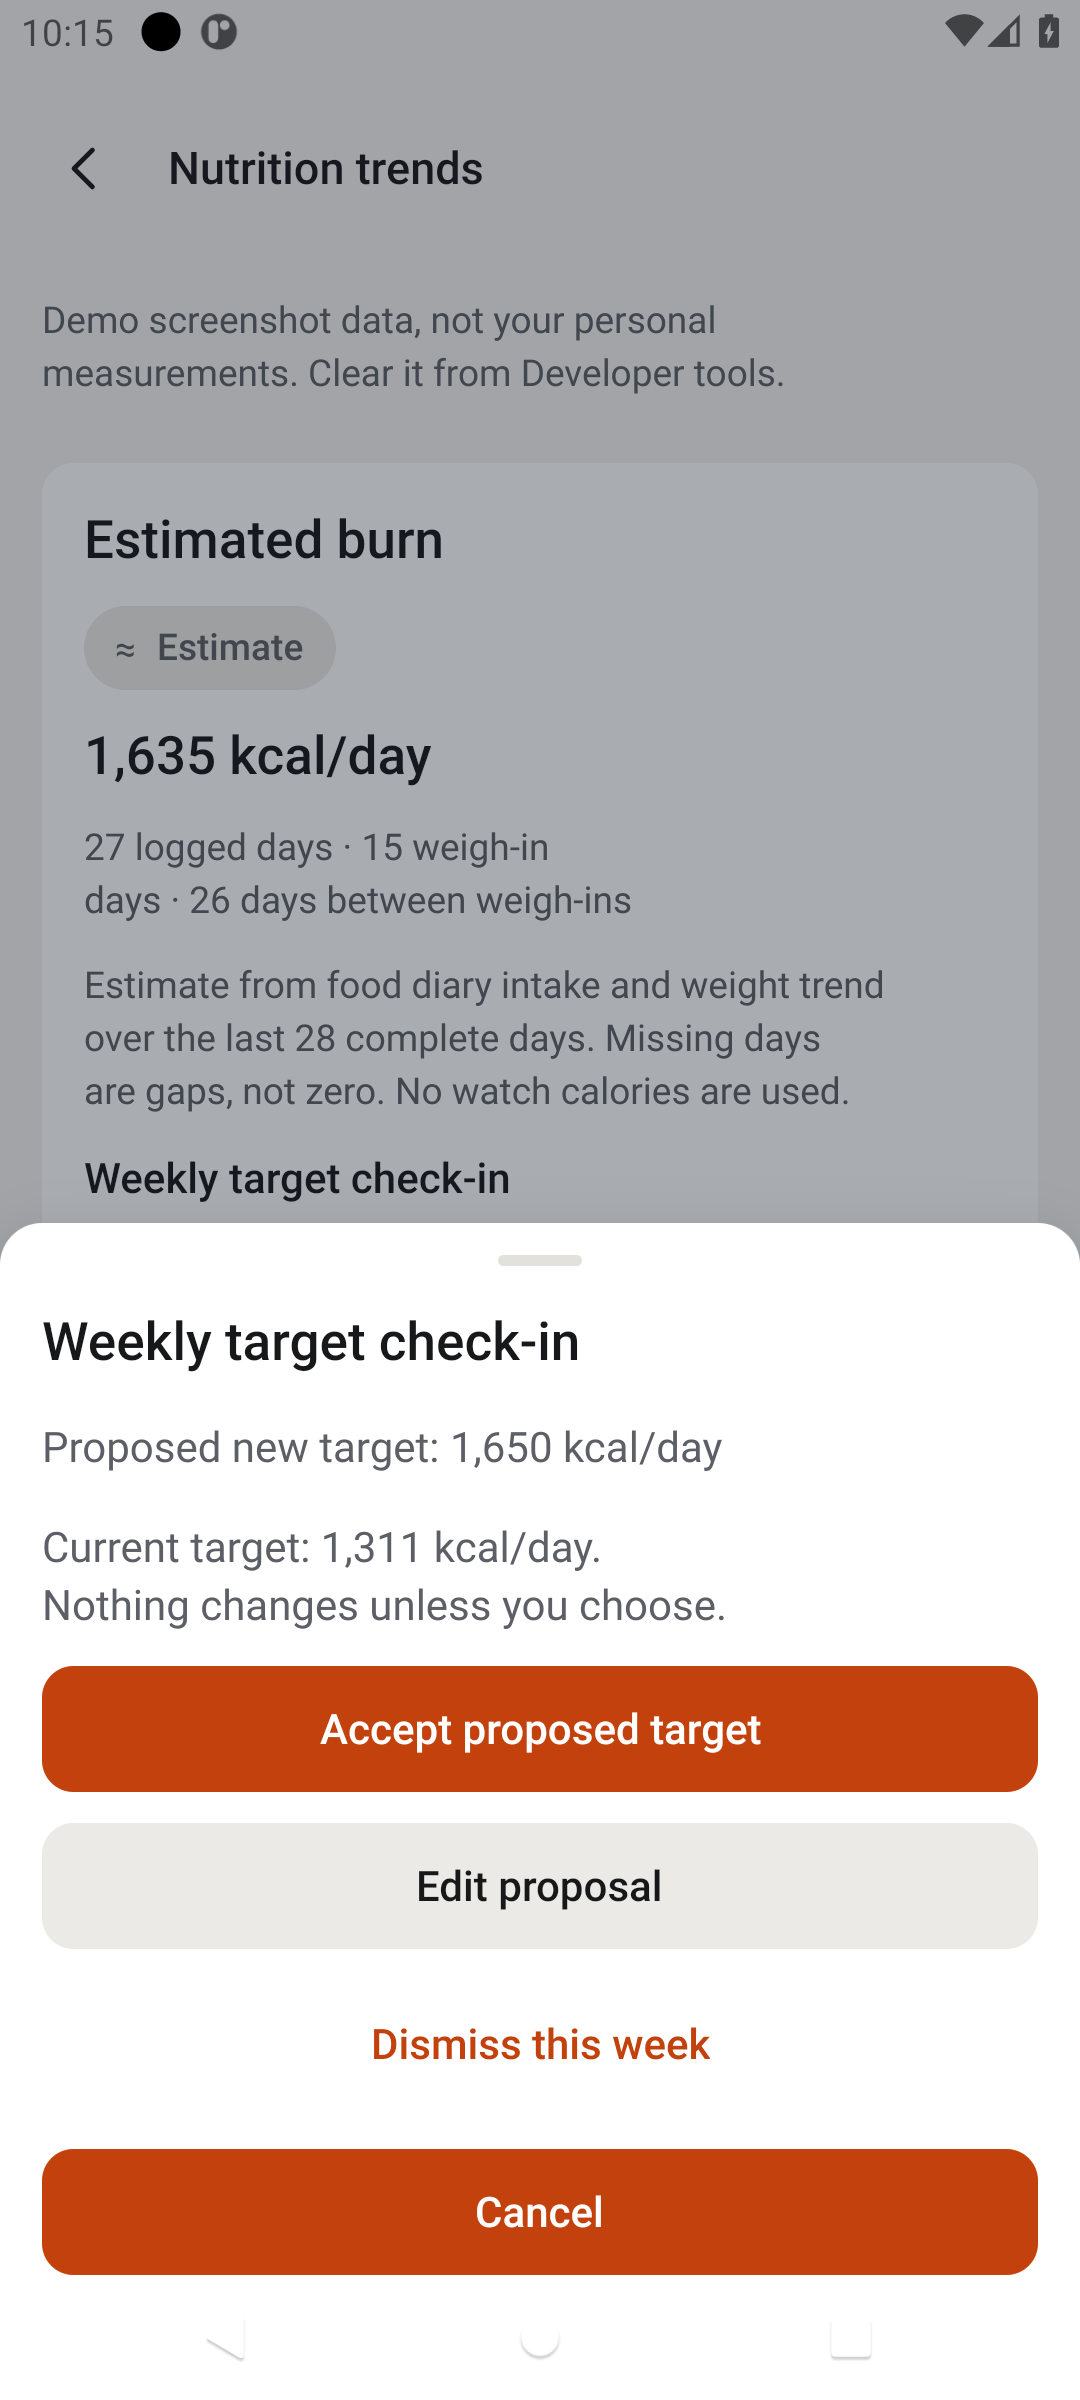 10:15
Nutrition trends
Demo screenshot data, not your personal
measurements. Clear it from Developer tools.
Estimated burn
≈ Estimate
1,635 kcal/day
27 logged days · 15 weigh-in
days · 26 days between weigh-ins
Estimate from food diary intake and weight trend
over the last 28 complete days. Missing days
are gaps, not zero. No watch calories are used.
Weekly target check-in
Weekly target check-in
Proposed new target: 1,650 kcal/day
Current target: 1,311 kcal/day.
Nothing changes unless you choose.
Accept proposed target
Edit proposal
Dismiss this week
Cancel